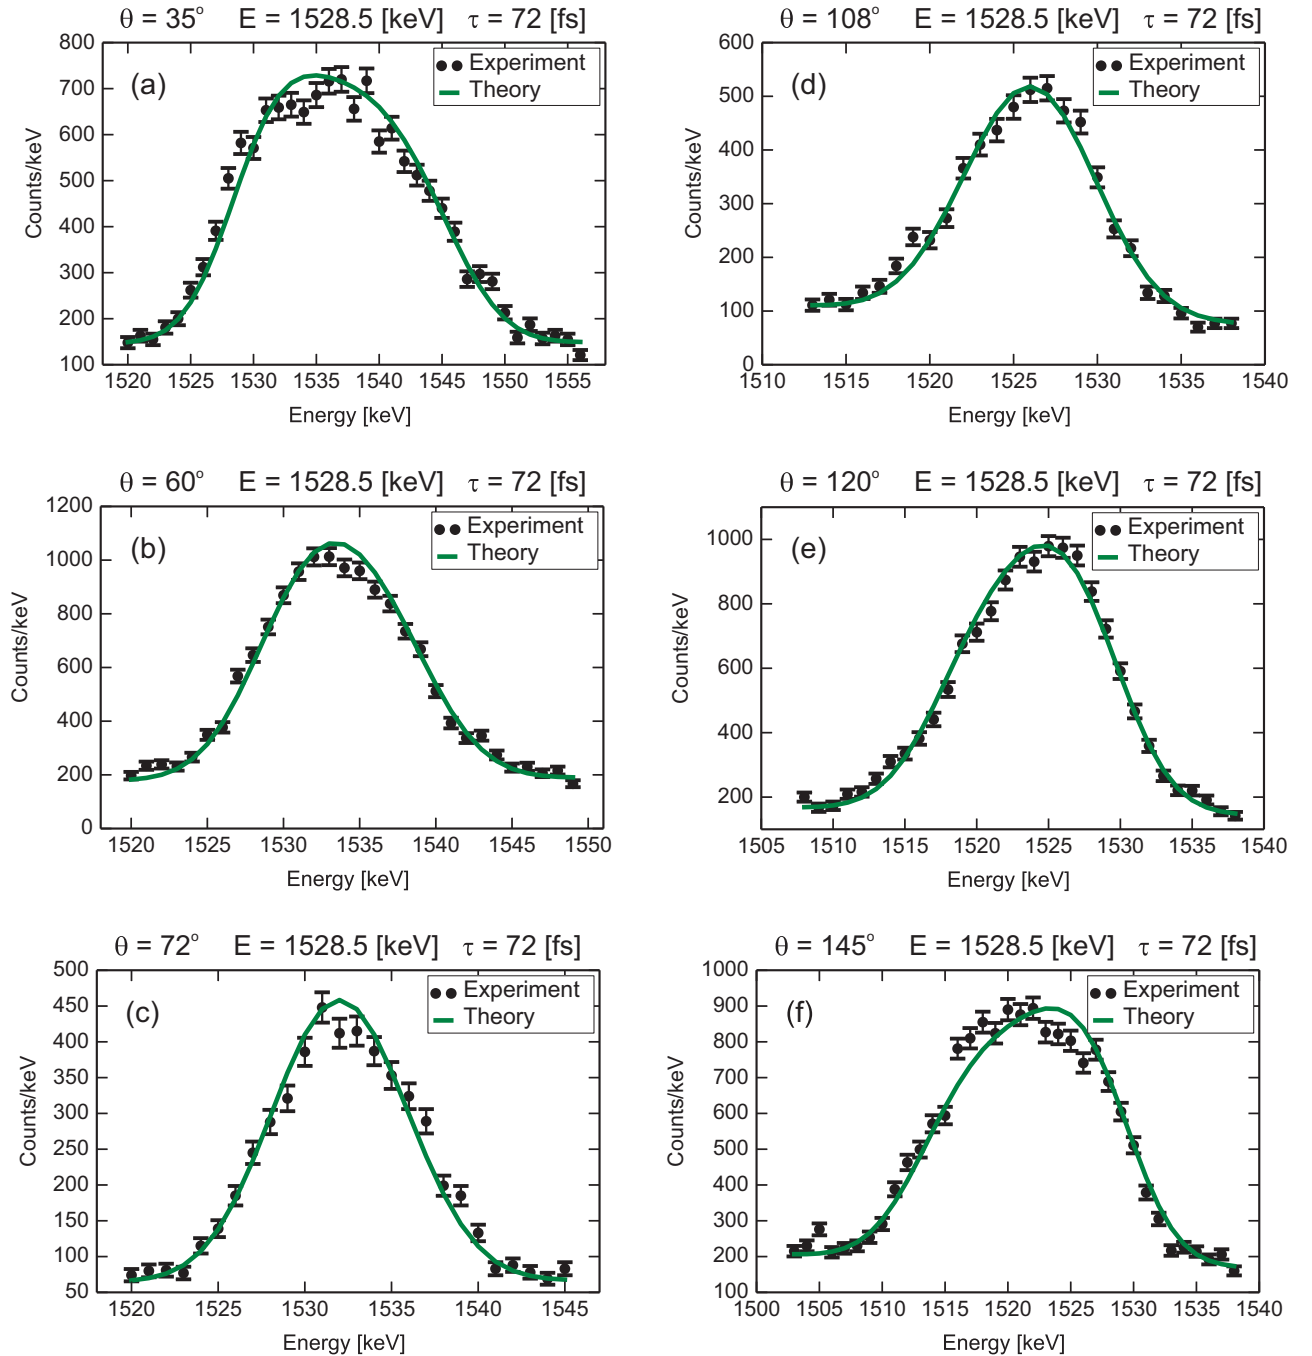 θ = 35° E = 1528.5 [keV] τ = 72 [fs]
(a)
Experiment
Theory
800
700
600
500
400
300
200
100
Counts/keV
1520 1525 1530 1535 1540 1545 1550 1555
Energy [keV]
θ = 108° E = 1528.5 [keV] τ = 72 [fs]
(d)
Experiment
Theory
600
500
400
300
200
100
0
Counts/keV
1510 1515 1520 1525 1530 1535 1540
Energy [keV]
θ = 60° E = 1528.5 [keV] τ = 72 [fs]
(b)
Experiment
Theory
1200
1000
800
600
400
200
0
Counts/keV
1520 1525 1530 1535 1540 1545 1550
Energy [keV]
θ = 120° E = 1528.5 [keV] τ = 72 [fs]
(e)
Experiment
Theory
1000
800
600
400
200
Counts/keV
1505 1510 1515 1520 1525 1530 1535 1540
Energy [keV]
θ = 72° E = 1528.5 [keV] τ = 72 [fs]
(c)
Experiment
Theory
500
450
400
350
300
250
200
150
100
50
Counts/keV
1520 1525 1530 1535 1540 1545
Energy [keV]
θ = 145° E = 1528.5 [keV] τ = 72 [fs]
(f)
Experiment
Theory
1000
900
800
700
600
500
400
300
200
100
Counts/keV
1500 1505 1510 1515 1520 1525 1530 1535 1540
Energy [keV]